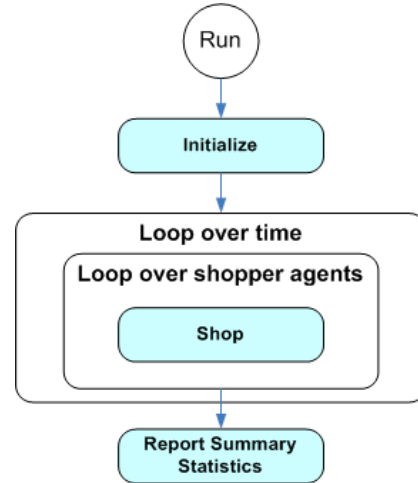 Run
Initialize
Loop over time
Loop over shopper agents
Shop
Report Summary
Statistics